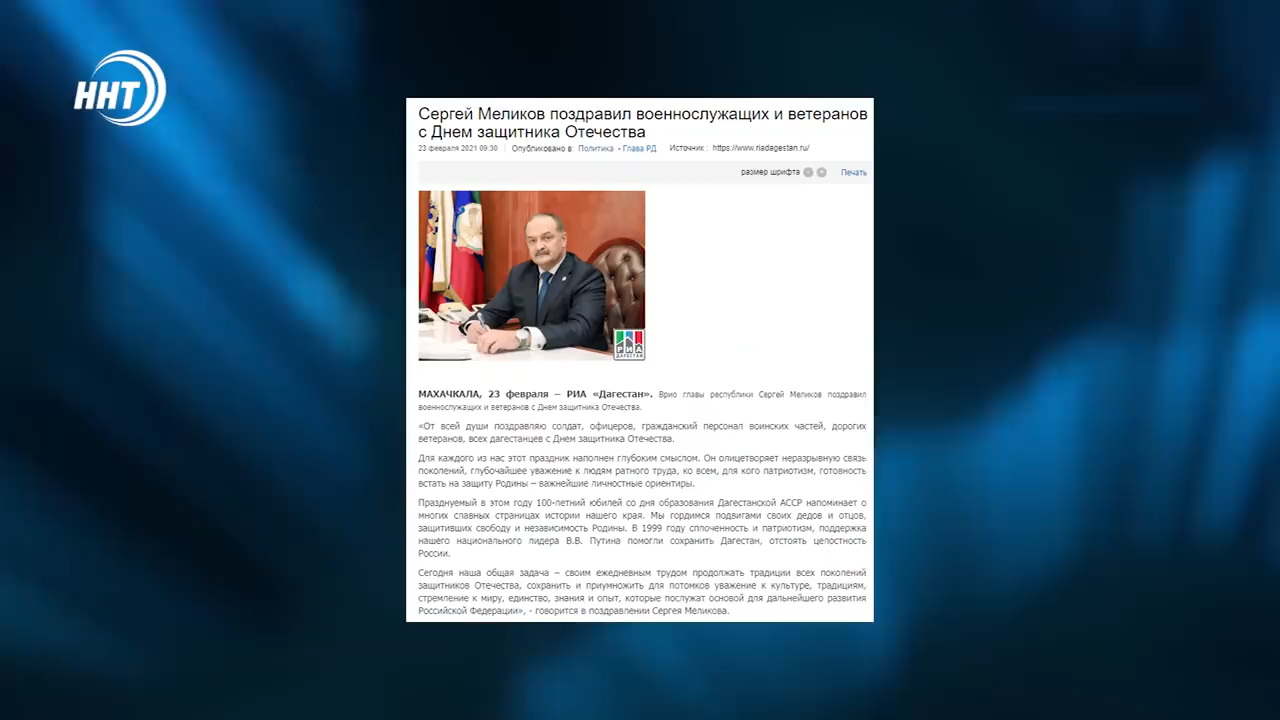 ННТ
Сергей Меликов поздравил военнослужащих и ветеранов
с Днем защитника Отечества
23 февраля 2021 09:30 Опубликовано в: Политика - Глава РД Источник : https://www.riadagestan.ru/
размер шрифта - + Печать
РИА
ДАГЕСТАН
МАХАЧКАЛА, 23 февраля – РИА «Дагестан». Врио главы республики Сергей Меликов поздравил
военнослужащих и ветеранов с Днем защитника Отечества.
«От всей души поздравляю солдат, офицеров, гражданский персонал воинских частей, дорогих
ветеранов, всех дагестанцев с Днем защитника Отечества.
Для каждого из нас этот праздник наполнен глубоким смыслом. Он олицетворяет неразрывную связь
поколений, глубочайшее уважение к людям ратного труда, ко всем, для кого патриотизм, готовность
встать на защиту Родины – важнейшие личностные ориентиры.
Празднуемый в этом году 100-летний юбилей со дня образования Дагестанской АССР напоминает о
многих славных страницах истории нашего края. Мы гордимся подвигами своих дедов и отцов,
защитивших свободу и независимость Родины. В 1999 году сплоченность и патриотизм, поддержка
нашего национального лидера В.В. Путина помогли сохранить Дагестан, отстоять целостность
России.
Сегодня наша общая задача – своим ежедневным трудом продолжать традиции всех поколений
защитников Отечества, сохранить и приумножить для потомков уважение к культуре, традициям,
стремление к миру, единство, знания и опыт, которые послужат основой для дальнейшего развития
Российской Федерации», - говорится в поздравлении Сергея Меликова.